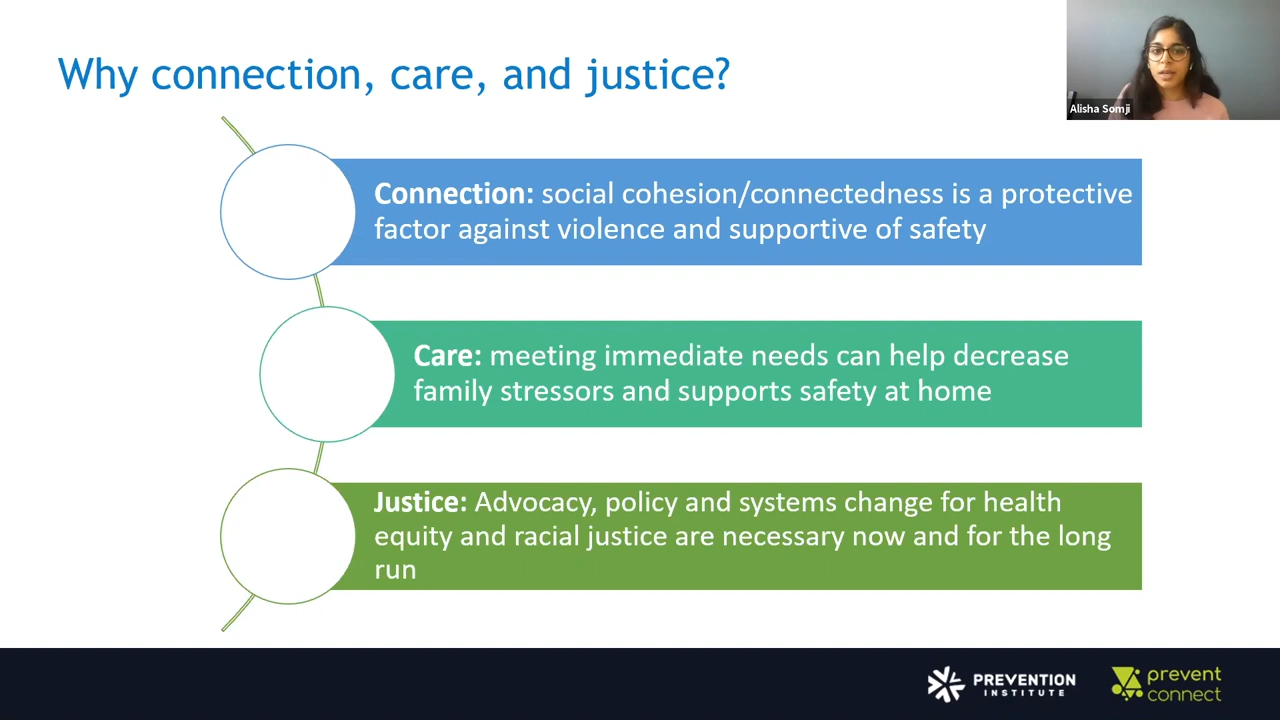 Why connection, care, and justice?
Alisha Somji
Connection: social cohesion/connectedness is a protective
factor against violence and supportive of safety
Care: meeting immediate needs can help decrease
family stressors and supports safety at home
Justice: Advocacy, policy and systems change for health
equity and racial justice are necessary now and for the long
run
PREVENTION
INSTITUTE
prevent
connect